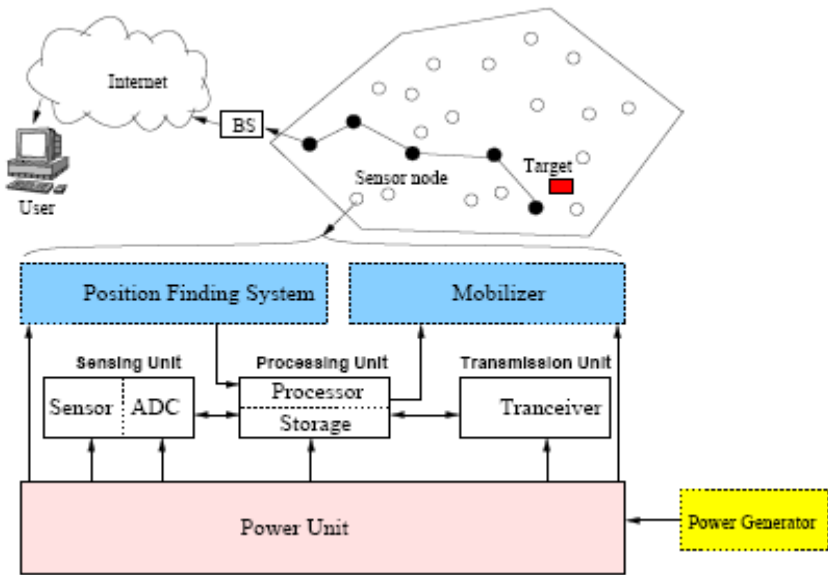 Internet
BS
Target
Sensor node
User
Position Finding System
Mobilizer
Sensing Unit
Processing Unit
Transmission Unit
Sensor
ADC
Processor
Storage
Tranceiver
Power Unit
Power Generator